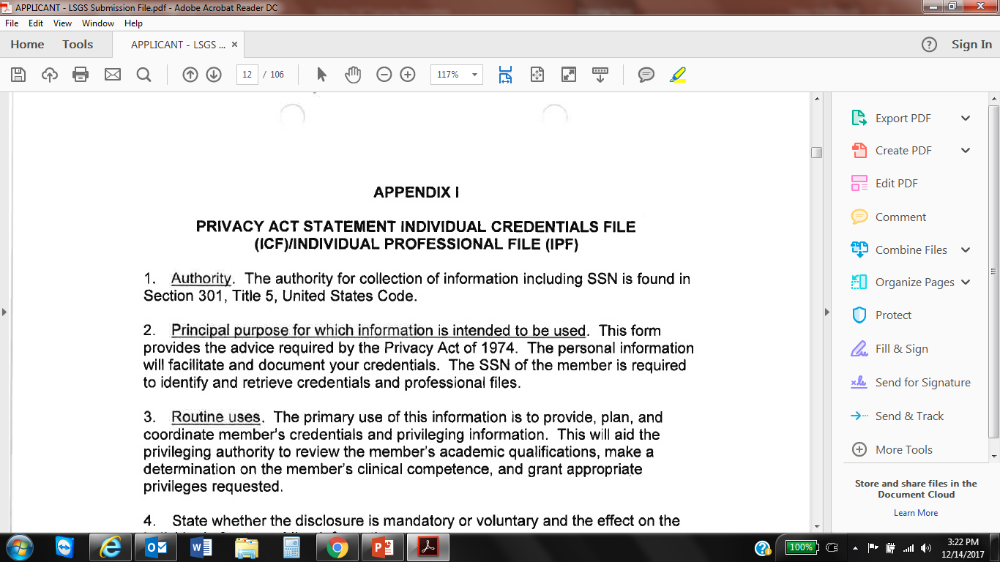 APPLICANT - LSGS Submission File.pdf - Adobe Acrobat Reader DC
File Edit View Window Help
Home Tools APPLICANT - LSGS ... × Sign In
12 / 106 117%
APPENDIX I
PRIVACY ACT STATEMENT INDIVIDUAL CREDENTIALS FILE
(ICF)/INDIVIDUAL PROFESSIONAL FILE (IPF)
1. Authority. The authority for collection of information including SSN is found in
Section 301, Title 5, United States Code.
2. Principal purpose for which information is intended to be used. This form
provides the advice required by the Privacy Act of 1974. The personal information
will facilitate and document your credentials. The SSN of the member is required
to identify and retrieve credentials and professional files.
3. Routine uses. The primary use of this information is to provide, plan, and
coordinate member's credentials and privileging information. This will aid the
privileging authority to review the member's academic qualifications, make a
determination on the member's clinical competence, and grant appropriate
privileges requested.
4. State whether the disclosure is mandatory or voluntary and the effect on the
Export PDF
Create PDF
Edit PDF
Comment
Combine Files
Organize Pages
Protect
Fill & Sign
Send for Signature
Send & Track
More Tools
Store and share files in the
Document Cloud
Learn More
100%
3:22 PM
12/14/2017